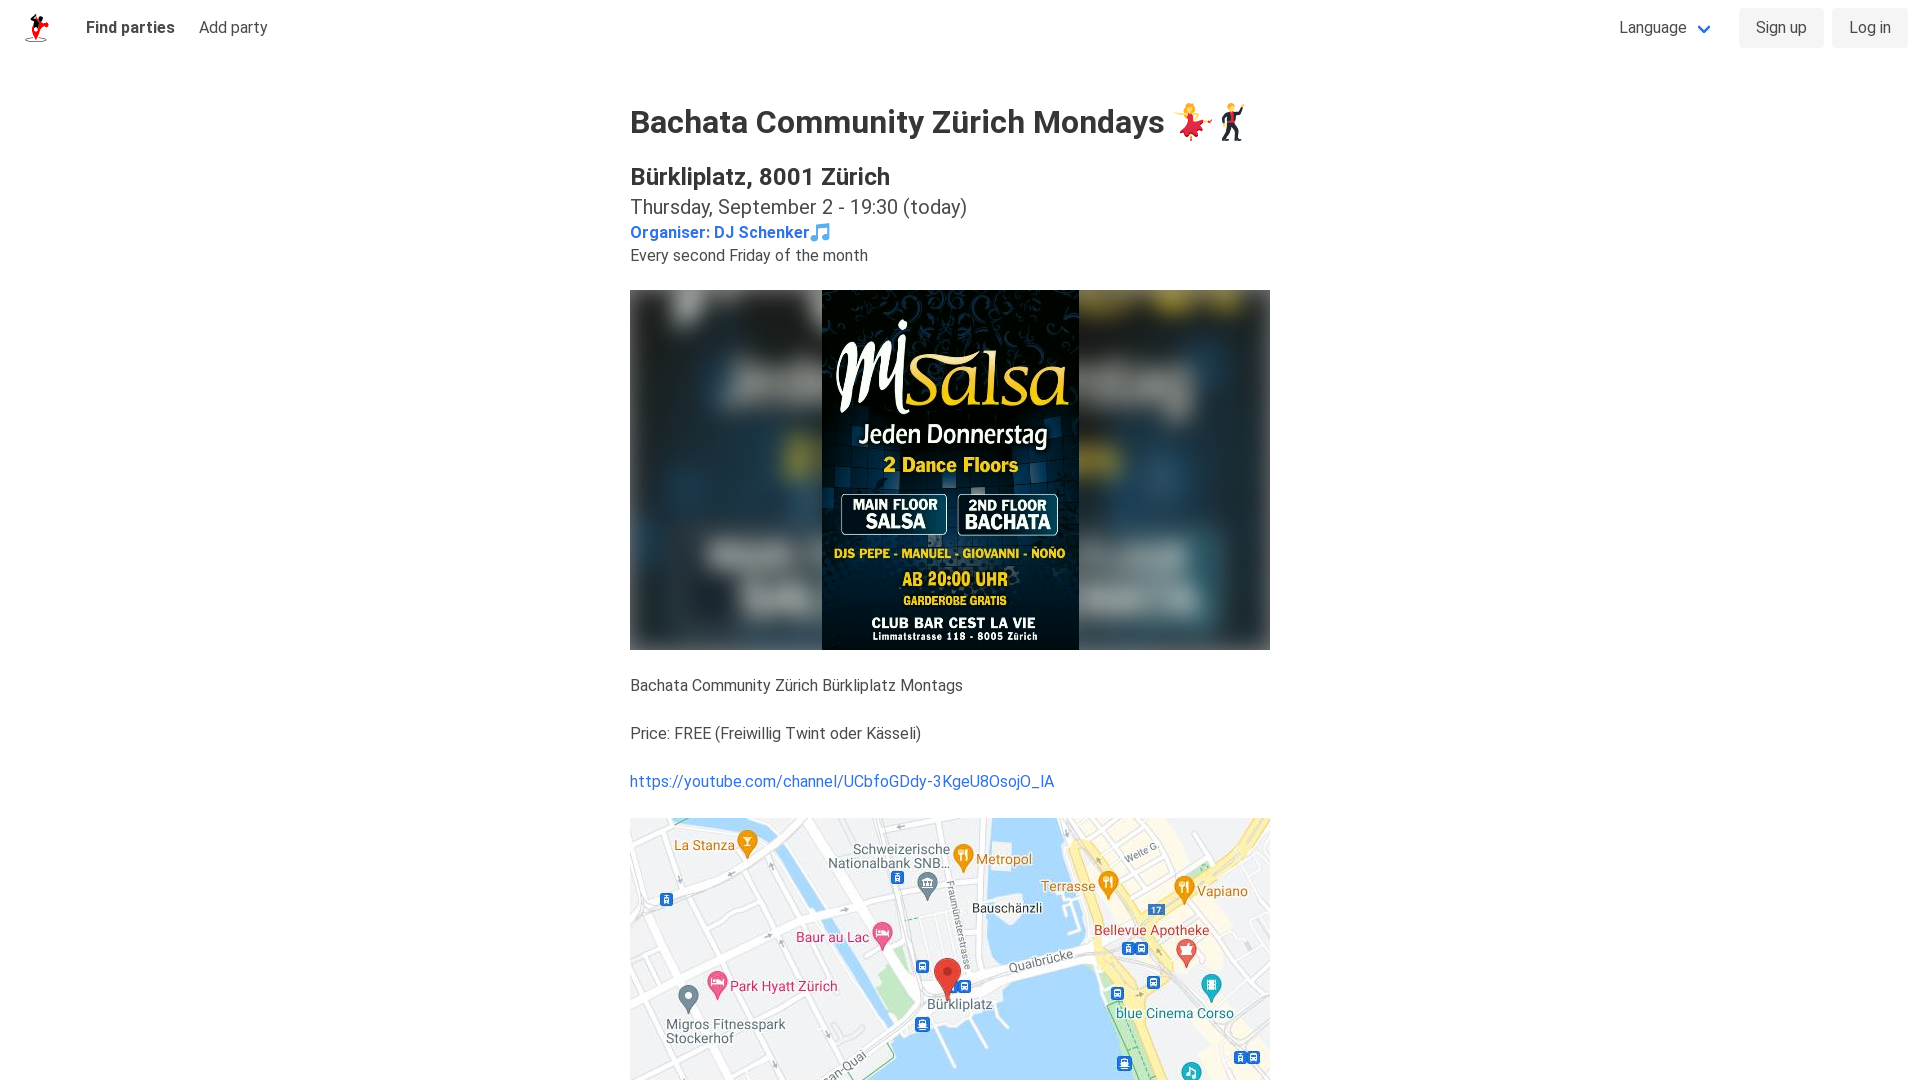 Find parties
Add party
Language
Sign up
Log in
Bachata Community Zürich Mondays 💃🕺
Bürkliplatz, 8001 Zürich
Thursday, September 2 - 19:30 (today)
Organiser: DJ Schenker🎵
Every second Friday of the month
mi Salsa
Jeden Donnerstag
2 Dance Floors
MAIN FLOOR
SALSA
2ND FLOOR
BACHATA
DJS PEPE - MANUEL - GIOVANNI - ÑOÑO
AB 20:00 UHR
GARDEROBE GRATIS
CLUB BAR CEST LA VIE
Limmatstrasse 118 - 8005 Zürich
Bachata Community Zürich Bürkliplatz Montags
Price: FREE (Freiwillig Twint oder Kässeli)
https://youtube.com/channel/UCbfoGDdy-3KgeU8OsojO_lA
La Stanza
Schweizerische
Nationalbank SNB...
Metropol
Weite G.
Terrasse
Vapiano
Fraumünsterstrasse
Bauschänzli
17
Bellevue Apotheke
Baur au Lac
Quaibrücke
Park Hyatt Zürich
Bürkliplatz
blue Cinema Corso
Migros Fitnesspark
Stockerhof
an-Quai